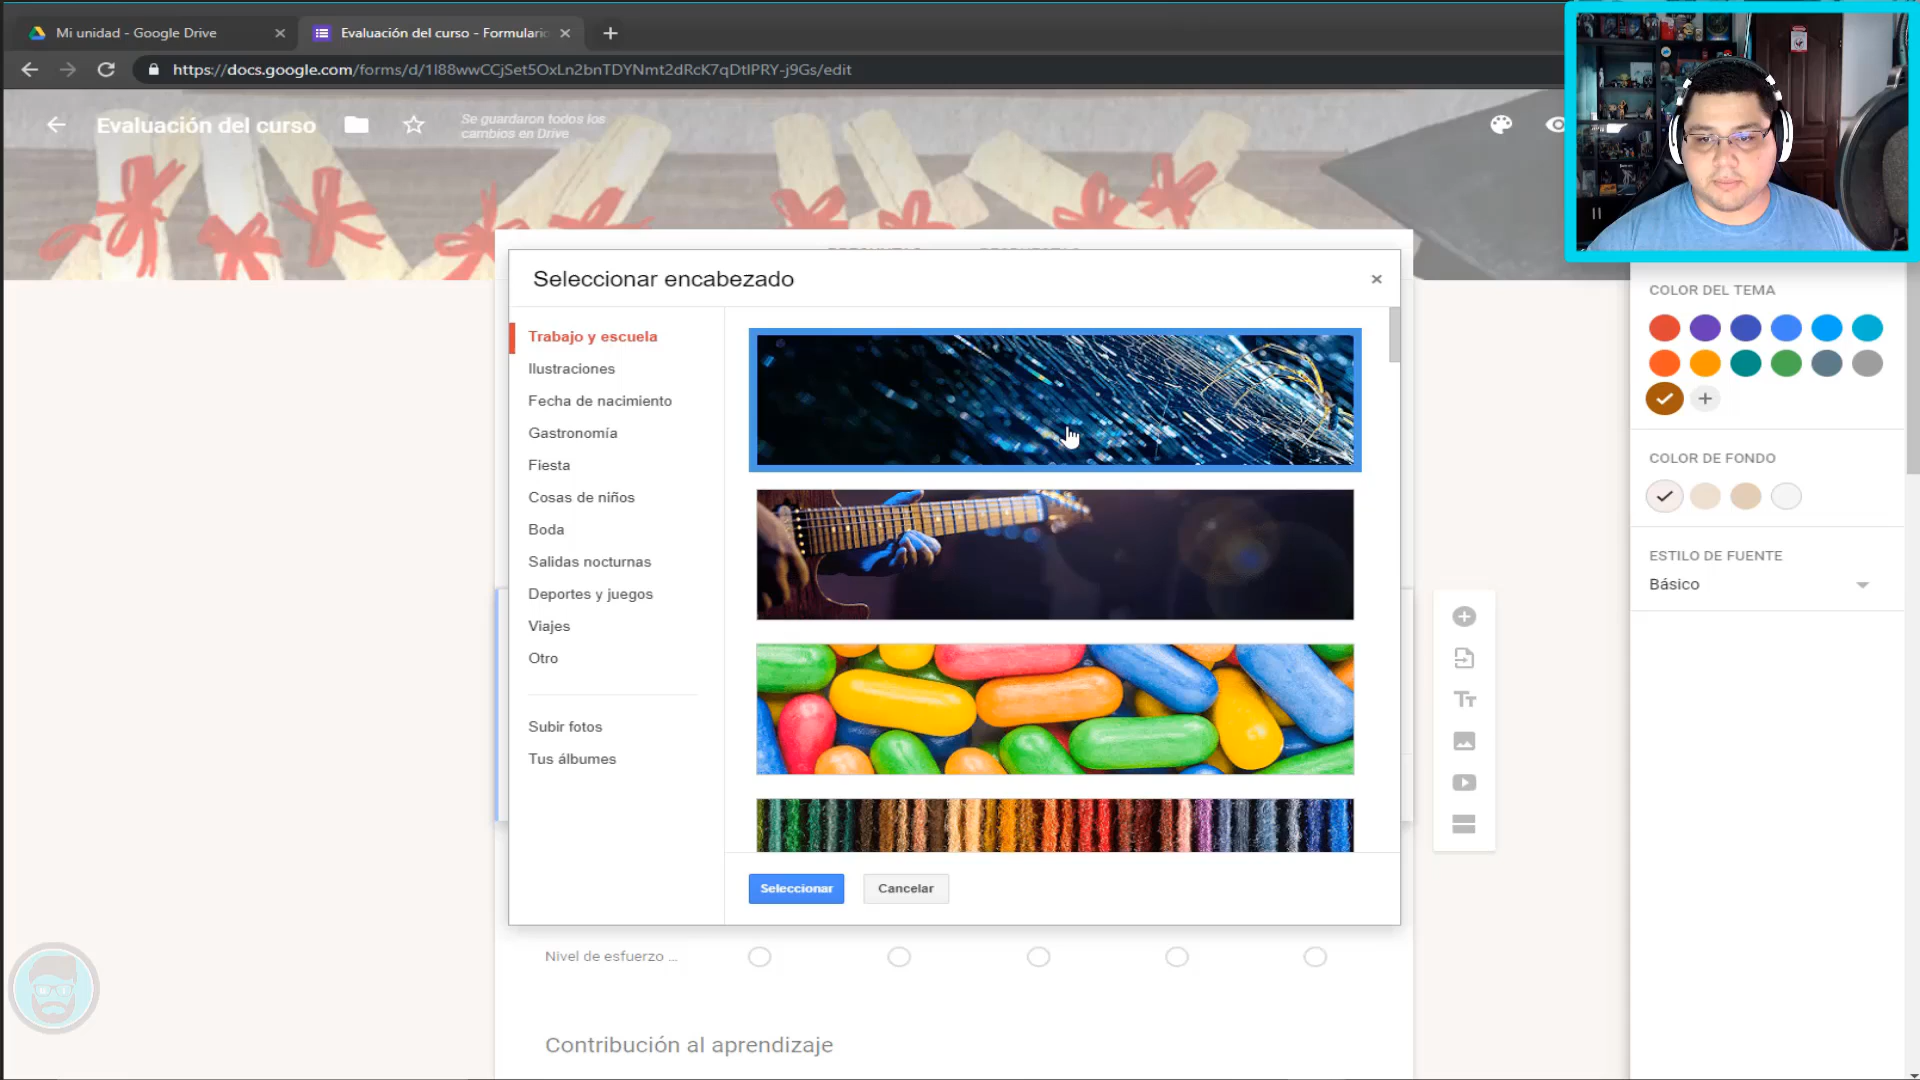 Mi unidad - Google Drive
Evaluación del curso - Formulario
https://docs.google.com/forms/d/1I88wwCCjSet5OxLn2bnTDYNmt2dRcK7qDtIPRY-j9Gs/edit
Evaluación del curso
Se guardaron todos los
cambios en Drive
Seleccionar encabezado
Trabajo y escuela
Ilustraciones
Fecha de nacimiento
Gastronomía
Fiesta
Cosas de niños
Boda
Salidas nocturnas
Deportes y juegos
Viajes
Otro
Subir fotos
Tus álbumes
Seleccionar
Cancelar
COLOR DEL TEMA
COLOR DE FONDO
ESTILO DE FUENTE
Básico
Tт
Nivel de esfuerzo ...
Contribución al aprendizaje